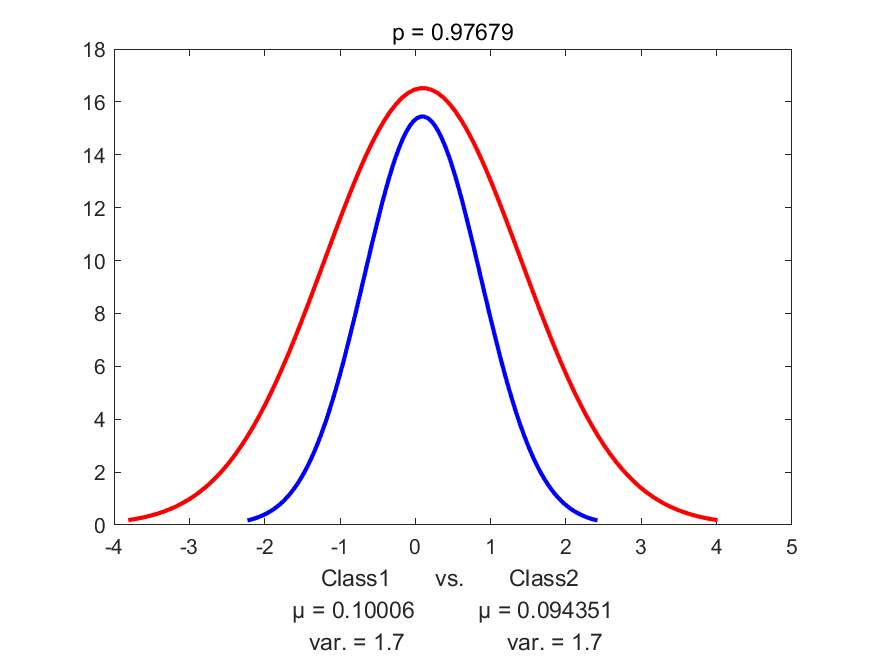 p = 0.97679
18
16
14
12
10
8
6
4
2
0
-4 -3 -2 -1 0 1 2 3 4 5
Class1 vs. Class2
μ = 0.10006 μ = 0.094351
var. = 1.7 var. = 1.7